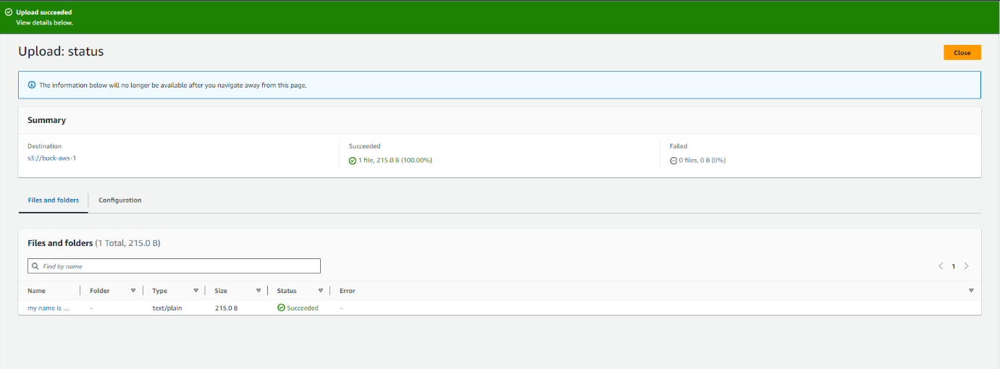 Upload succeeded
View details below.
Upload: status
Close
The information below will no longer be available after you navigate away from this page.
Summary
Destination
s3://buck-aws-1
Succeeded
1 file, 215.0 B (100.00%)
Failed
0 files, 0 B (0%)
Files and folders
Configuration
Files and folders (1 Total, 215.0 B)
Find by name
1
Name Folder Type Size Status Error
my name is ... - text/plain 215.0 B Succeeded -